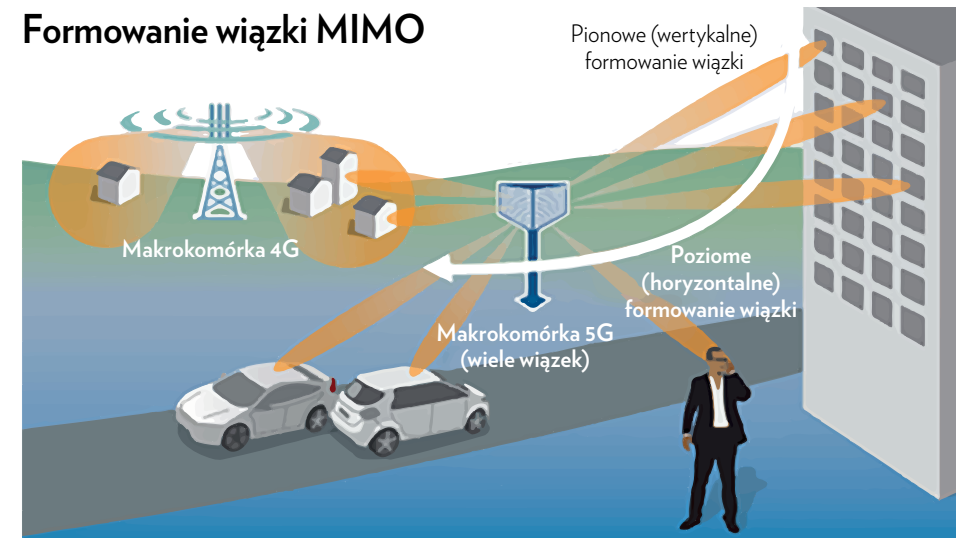 Formowanie wiązki MIMO
Pionowe (wertykalne)
formowanie wiązki
Makrokomórka 4G
Poziome
(horyzontalne)
formowanie wiązki
Makrokomórka 5G
(wiele wiązek)